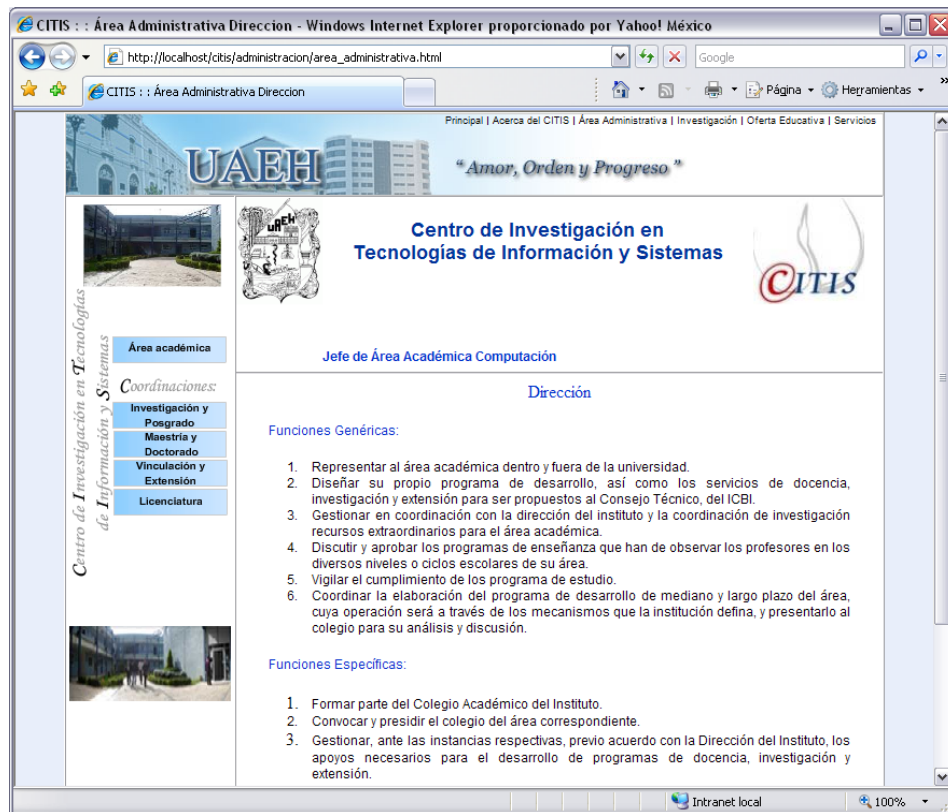 CITIS : : Área Administrativa Direccion - Windows Internet Explorer proporcionado por Yahoo! México
http://localhost/citis/administracion/area_administrativa.html
Google
CITIS : : Área Administrativa Direccion
Página
Herramientas
Principal | Acerca del CITIS | Área Administrativa | Investigación | Oferta Educativa | Servicios
UAEH
“Amor, Orden y Progreso”
UAEH
Centro de Investigación en
Tecnologías de Información y Sistemas
CITIS
Centro de Investigación en Tecnologías
de Información y Sistemas
Área académica
Coordinaciones:
Investigación y
Posgrado
Maestría y
Doctorado
Vinculación y
Extensión
Licenciatura
Jefe de Área Académica Computación
Dirección
Funciones Genéricas:
1. Representar al área académica dentro y fuera de la universidad.
2. Diseñar su propio programa de desarrollo, así como los servicios de docencia,
investigación y extensión para ser propuestos al Consejo Técnico, del ICBI.
3. Gestionar en coordinación con la dirección del instituto y la coordinación de investigación
recursos extraordinarios para el área académica.
4. Discutir y aprobar los programas de enseñanza que han de observar los profesores en los
diversos niveles o ciclos escolares de su área.
5. Vigilar el cumplimiento de los programa de estudio.
6. Coordinar la elaboración del programa de desarrollo de mediano y largo plazo del área,
cuya operación será a través de los mecanismos que la institución defina, y presentarlo al
colegio para su análisis y discusión.
Funciones Específicas:
1. Formar parte del Colegio Académico del Instituto.
2. Convocar y presidir el colegio del área correspondiente.
3. Gestionar, ante las instancias respectivas, previo acuerdo con la Dirección del Instituto, los
apoyos necesarios para el desarrollo de programas de docencia, investigación y
extensión.
Intranet local
100%